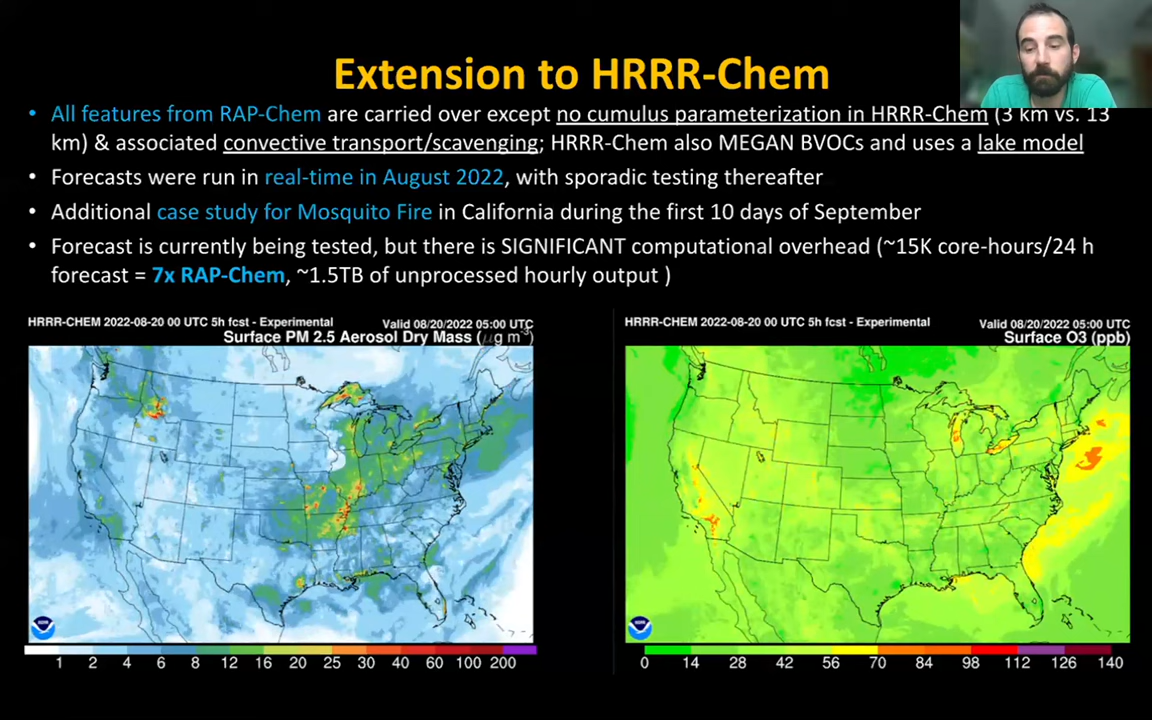 Extension to HRRR-Chem
• All features from RAP-Chem are carried over except no cumulus parameterization in HRRR-Chem (3 km vs. 13
km) & associated convective transport/scavenging; HRRR-Chem also MEGAN BVOCs and uses a lake model
• Forecasts were run in real-time in August 2022, with sporadic testing thereafter
• Additional case study for Mosquito Fire in California during the first 10 days of September
• Forecast is currently being tested, but there is SIGNIFICANT computational overhead (~15K core-hours/24 h
forecast = 7x RAP-Chem, ~1.5TB of unprocessed hourly output )
HRRR-CHEM 2022-08-20 00 UTC 5h fcst - Experimental Valid 08/20/2022 05:00 UTC
Surface PM 2.5 Aerosol Dry Mass (μg m⁻³)
1 2 4 6 8 12 16 20 25 30 40 60 100 200
HRRR-CHEM 2022-08-20 00 UTC 5h fcst - Experimental Valid 08/20/2022 05:00 UTC
Surface O3 (ppb)
0 14 28 42 56 70 84 98 112 126 140